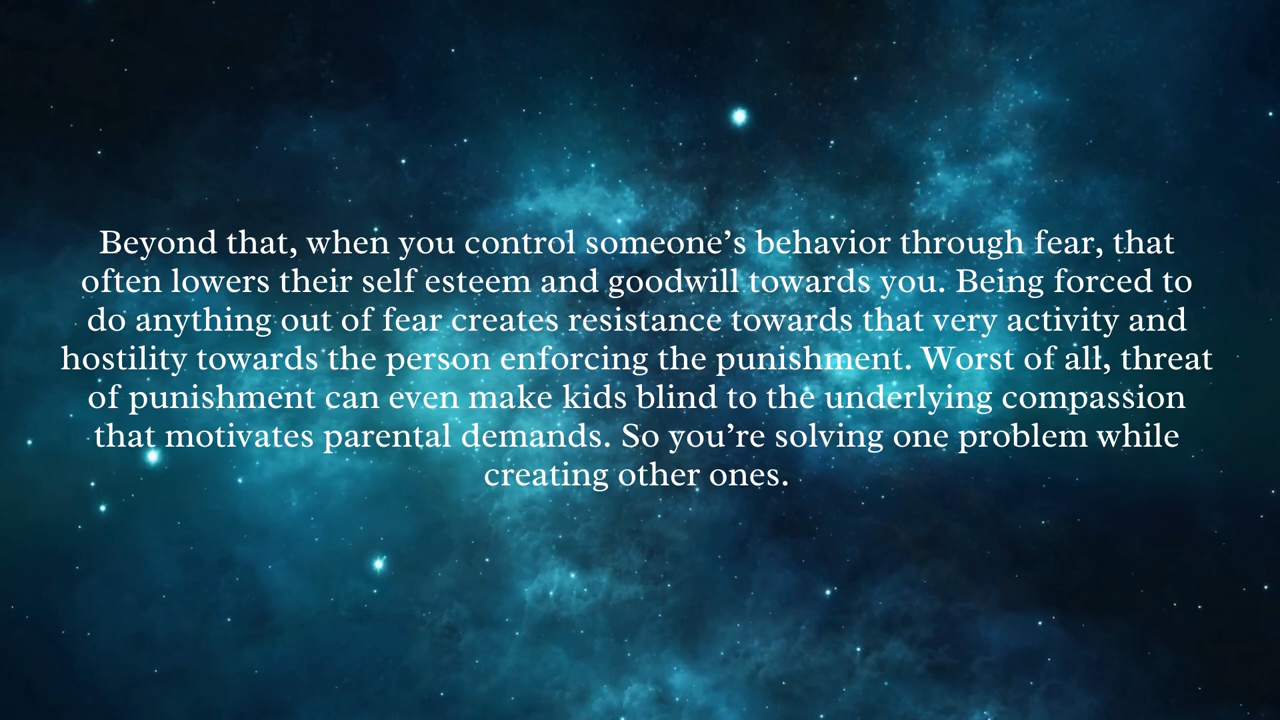 Beyond that, when you control someone’s behavior through fear, that
often lowers their self esteem and goodwill towards you. Being forced to
do anything out of fear creates resistance towards that very activity and
hostility towards the person enforcing the punishment. Worst of all, threat
of punishment can even make kids blind to the underlying compassion
that motivates parental demands. So you’re solving one problem while
creating other ones.